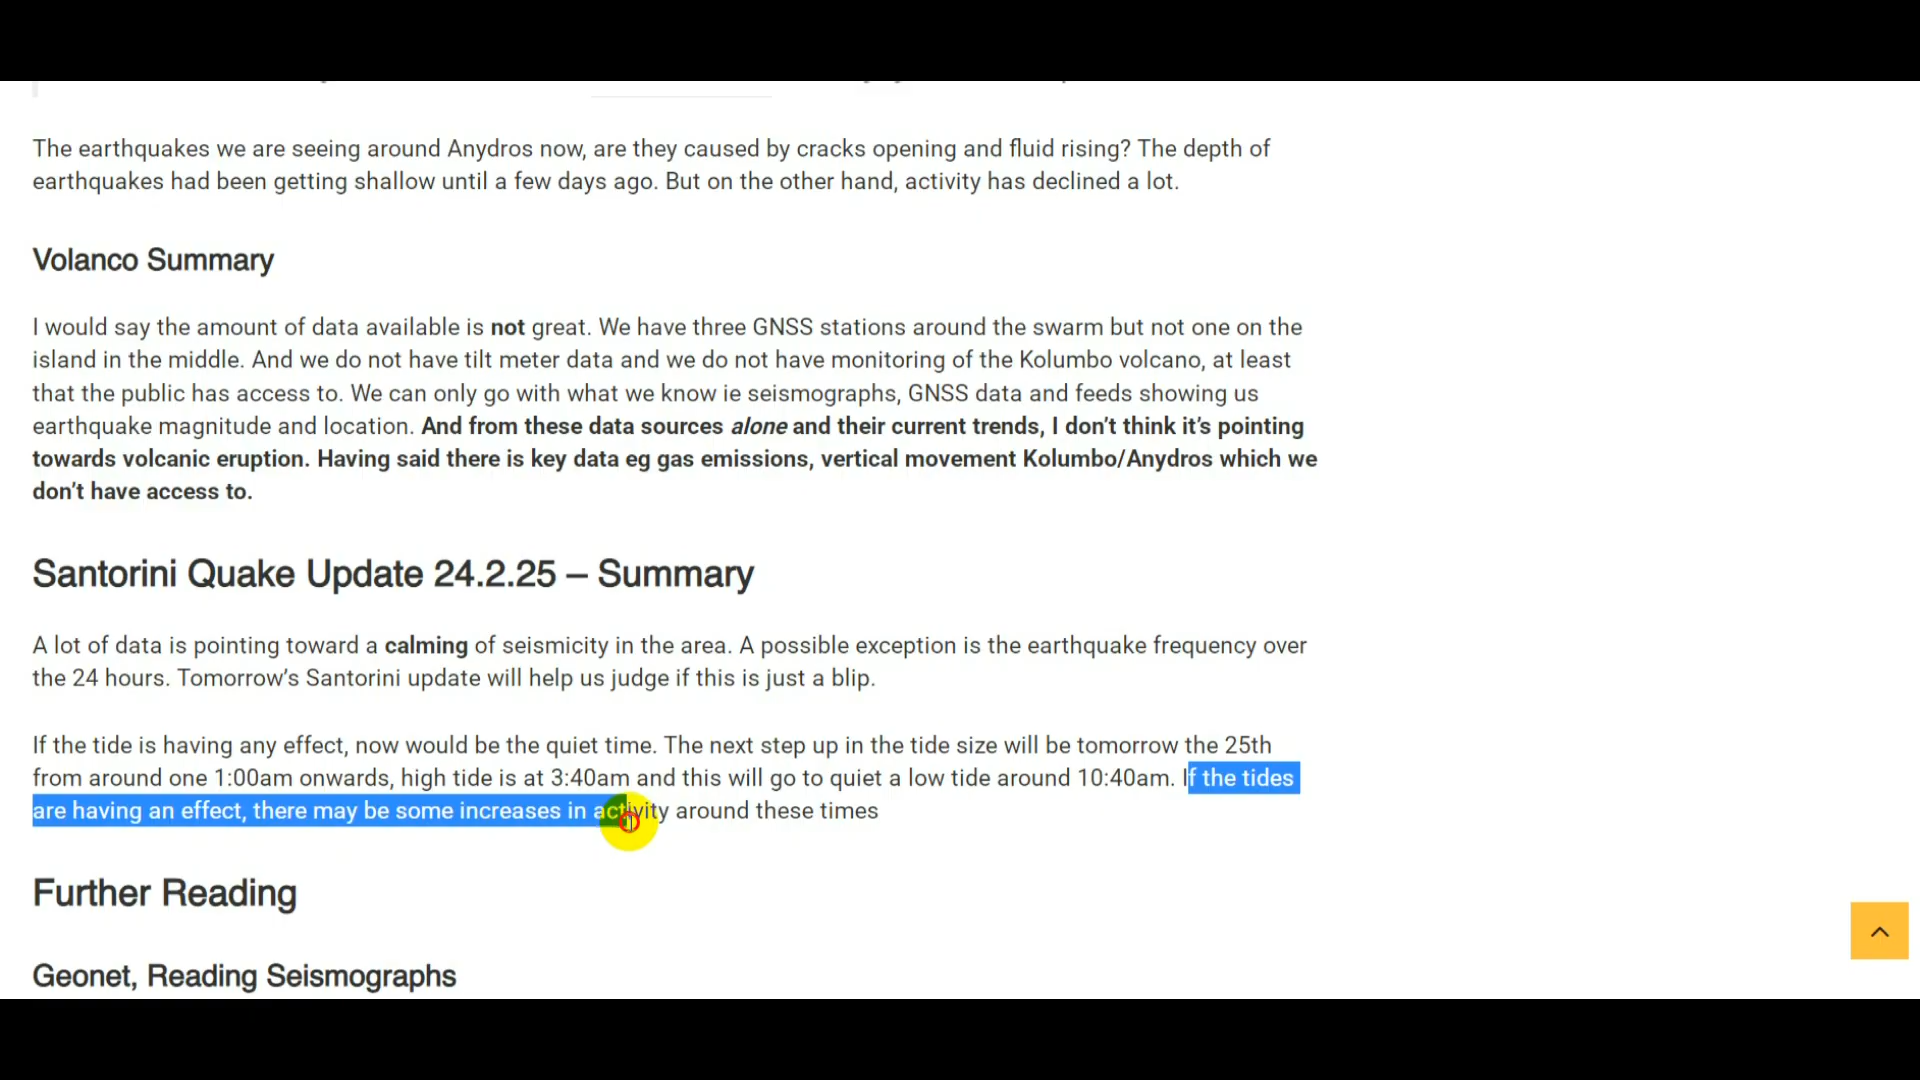 The earthquakes we are seeing around Anydros now, are they caused by cracks opening and fluid rising? The depth of
earthquakes had been getting shallow until a few days ago. But on the other hand, activity has declined a lot.
Volanco Summary
I would say the amount of data available is not great. We have three GNSS stations around the swarm but not one on the
island in the middle. And we do not have tilt meter data and we do not have monitoring of the Kolumbo volcano, at least
that the public has access to. We can only go with what we know ie seismographs, GNSS data and feeds showing us
earthquake magnitude and location. And from these data sources alone and their current trends, I don't think it's pointing
towards volcanic eruption. Having said there is key data eg gas emissions, vertical movement Kolumbo/Anydros which we
don't have access to.
Santorini Quake Update 24.2.25 – Summary
A lot of data is pointing toward a calming of seismicity in the area. A possible exception is the earthquake frequency over
the 24 hours. Tomorrow's Santorini update will help us judge if this is just a blip.
If the tide is having any effect, now would be the quiet time. The next step up in the tide size will be tomorrow the 25th
from around one 1:00am onwards, high tide is at 3:40am and this will go to quiet a low tide around 10:40am. If the tides
are having an effect, there may be some increases in activity around these times
Further Reading
Geonet, Reading Seismographs